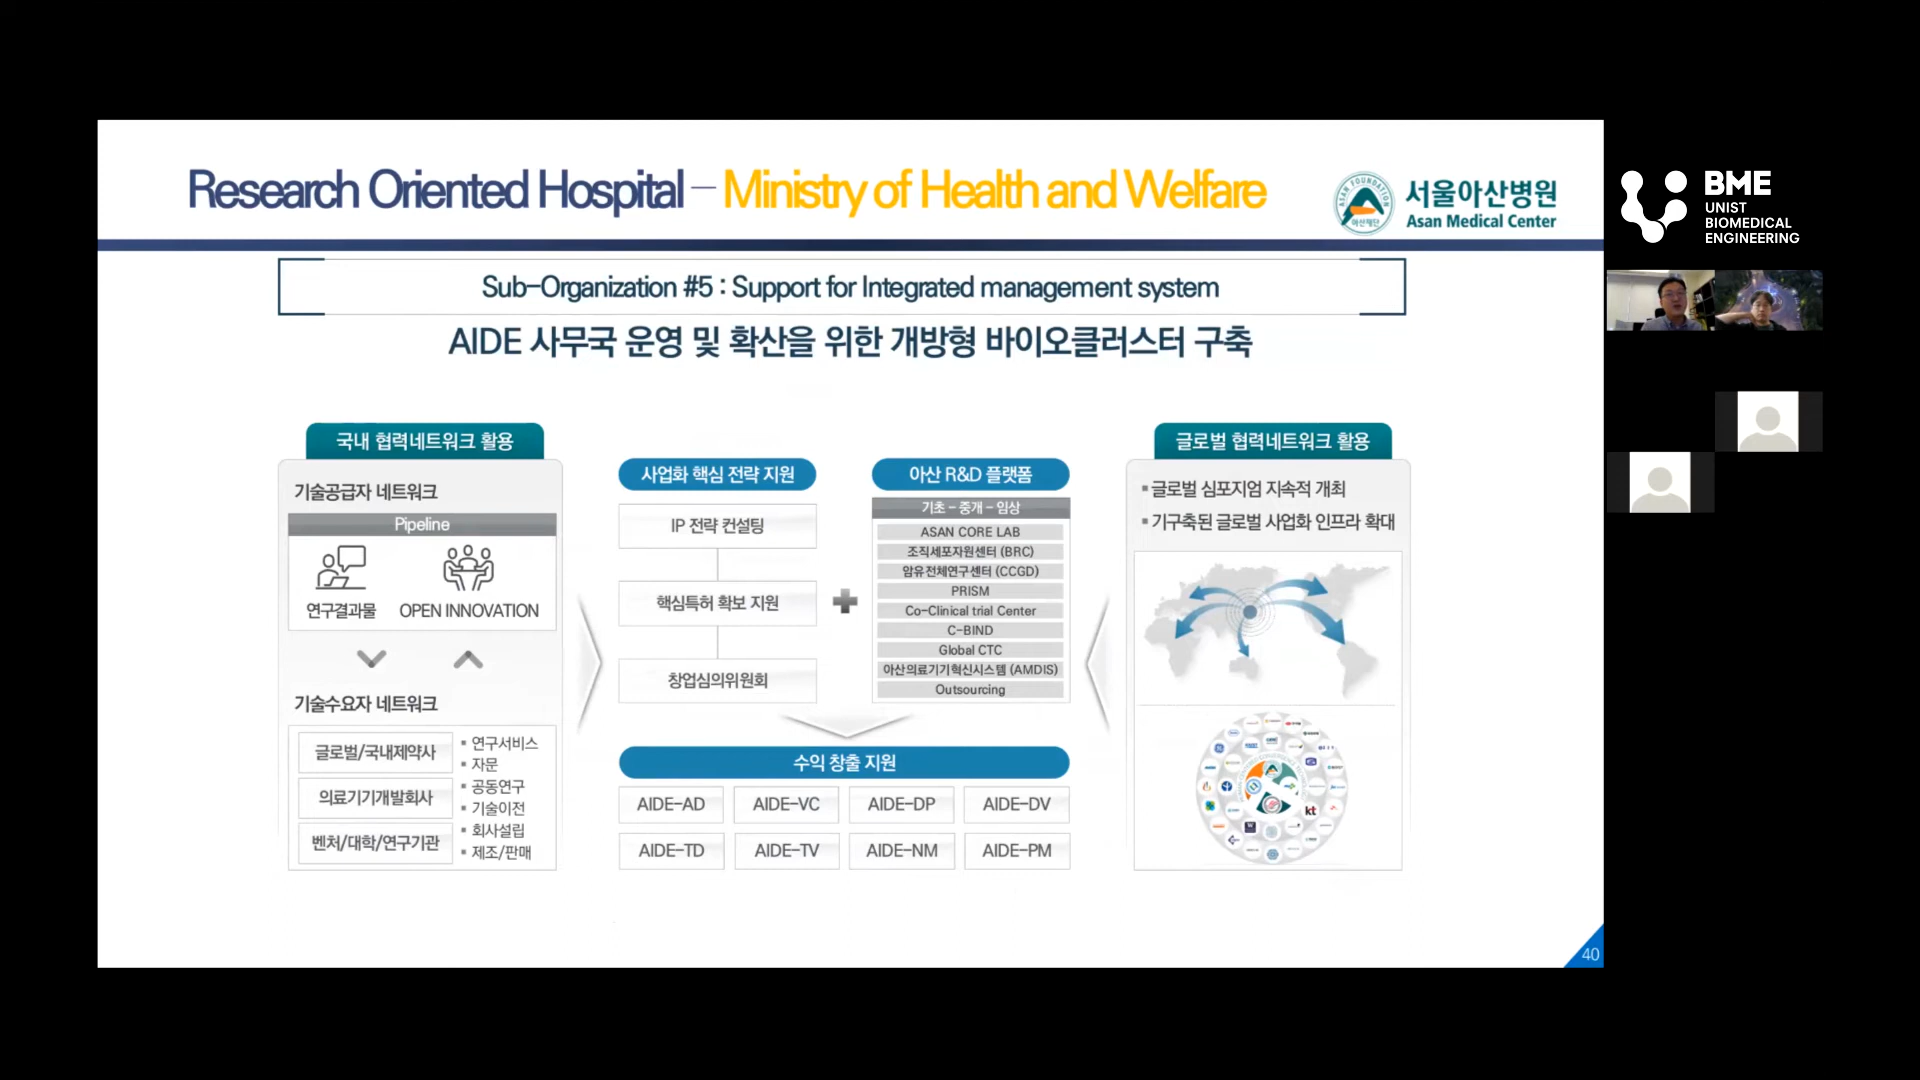 Research Oriented Hospital – Ministry of Health and Welfare
서울아산병원
Asan Medical Center
BME
UNIST
BIOMEDICAL
ENGINEERING
Sub-Organization #5 : Support for Integrated management system
AIDE 사무국 운영 및 확산을 위한 개방형 바이오클러스터 구축
국내 협력네트워크 활용
기술공급자 네트워크
Pipeline
연구결과물
OPEN INNOVATION
기술수요자 네트워크
글로벌/국내제약사
의료기기개발회사
벤처/대학/연구기관
▪ 연구서비스
▪ 자문
▪ 공동연구
▪ 기술이전
▪ 회사설립
▪ 제조/판매
사업화 핵심 전략 지원
IP 전략 컨설팅
핵심특허 확보 지원
창업심의위원회
아산 R&D 플랫폼
기초 – 중개 – 임상
ASAN CORE LAB
조직세포자원센터 (BRC)
암유전체연구센터 (CCGD)
PRISM
Co-Clinical trial Center
C-BIND
Global CTC
아산의료기기혁신시스템 (AMDIS)
Outsourcing
수익 창출 지원
AIDE-AD
AIDE-VC
AIDE-DP
AIDE-DV
AIDE-TD
AIDE-TV
AIDE-NM
AIDE-PM
글로벌 협력네트워크 활용
▪ 글로벌 심포지엄 지속적 개최
▪ 기구축된 글로벌 사업화 인프라 확대
kt
40